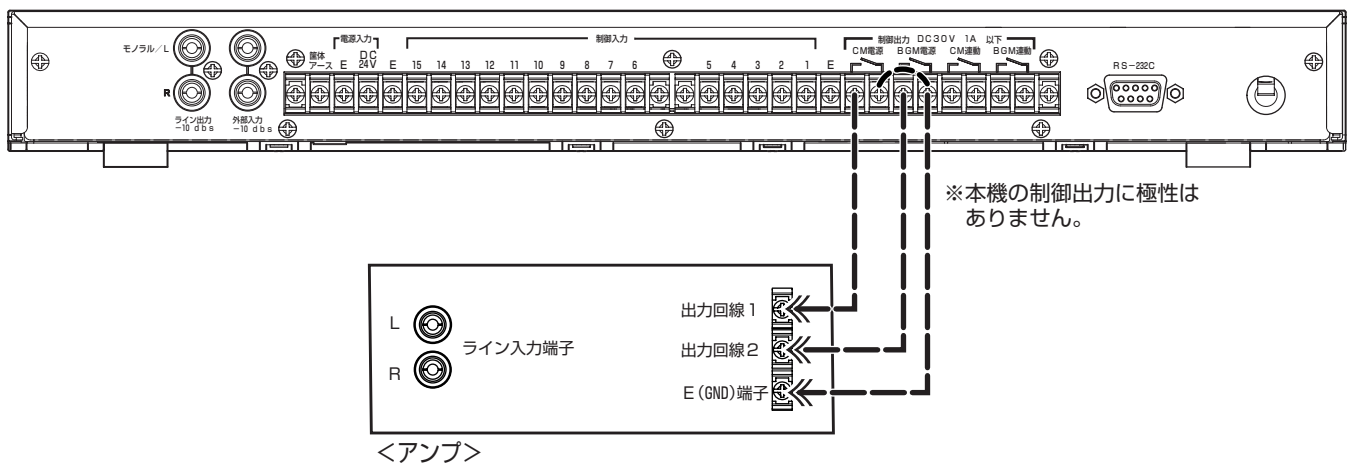 モノラル/L
R
ライン出力
-10 dbs
外部入力
-10 dbs
筐体
アース
電源入力
E
DC
24V
制御入力
E 15 14 13 12 11 10 9 8 7 6 5 4 3 2 1 E
制御出力 DC30V 1A 以下
CM電源 BGM電源 CM連動 BGM連動
RS-232C
※本機の制御出力に極性は
ありません。
L
R
ライン入力端子
出力回線1
出力回線2
E(GND)端子
<アンプ>